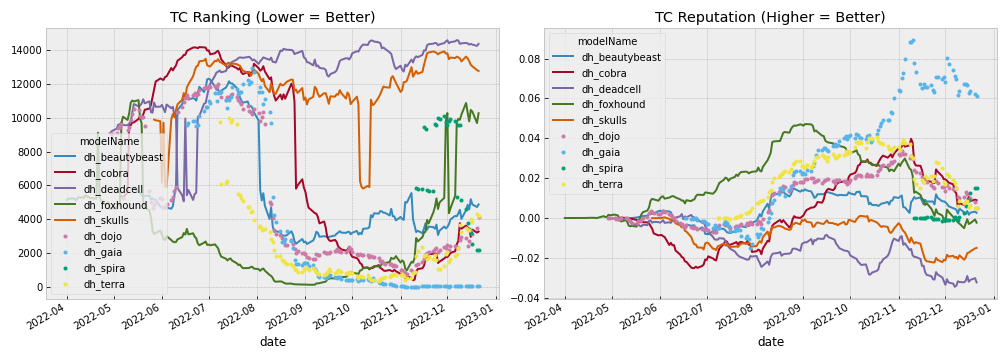 TC Ranking (Lower = Better)
14000
12000
10000
8000
6000
4000
2000
0
modelName
dh_beautybeast
dh_cobra
dh_deadcell
dh_foxhound
dh_skulls
dh_dojo
dh_gaia
dh_spira
dh_terra
2022-04
2022-05
2022-06
2022-07
2022-08
2022-09
2022-10
2022-11
2022-12
2023-01
date
TC Reputation (Higher = Better)
0.08
0.06
0.04
0.02
0.00
−0.02
−0.04
modelName
dh_beautybeast
dh_cobra
dh_deadcell
dh_foxhound
dh_skulls
dh_dojo
dh_gaia
dh_spira
dh_terra
2022-04
2022-05
2022-06
2022-07
2022-08
2022-09
2022-10
2022-11
2022-12
2023-01
date